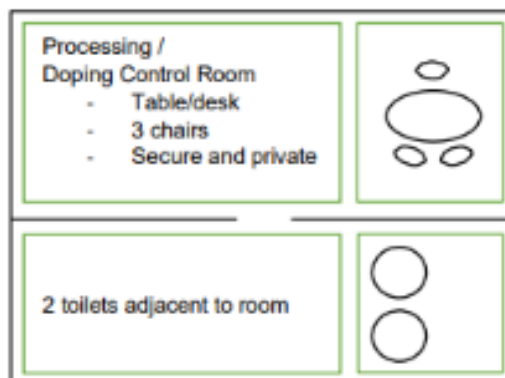 Processing /
Doping Control Room
- Table/desk
- 3 chairs
- Secure and private
2 toilets adjacent to room